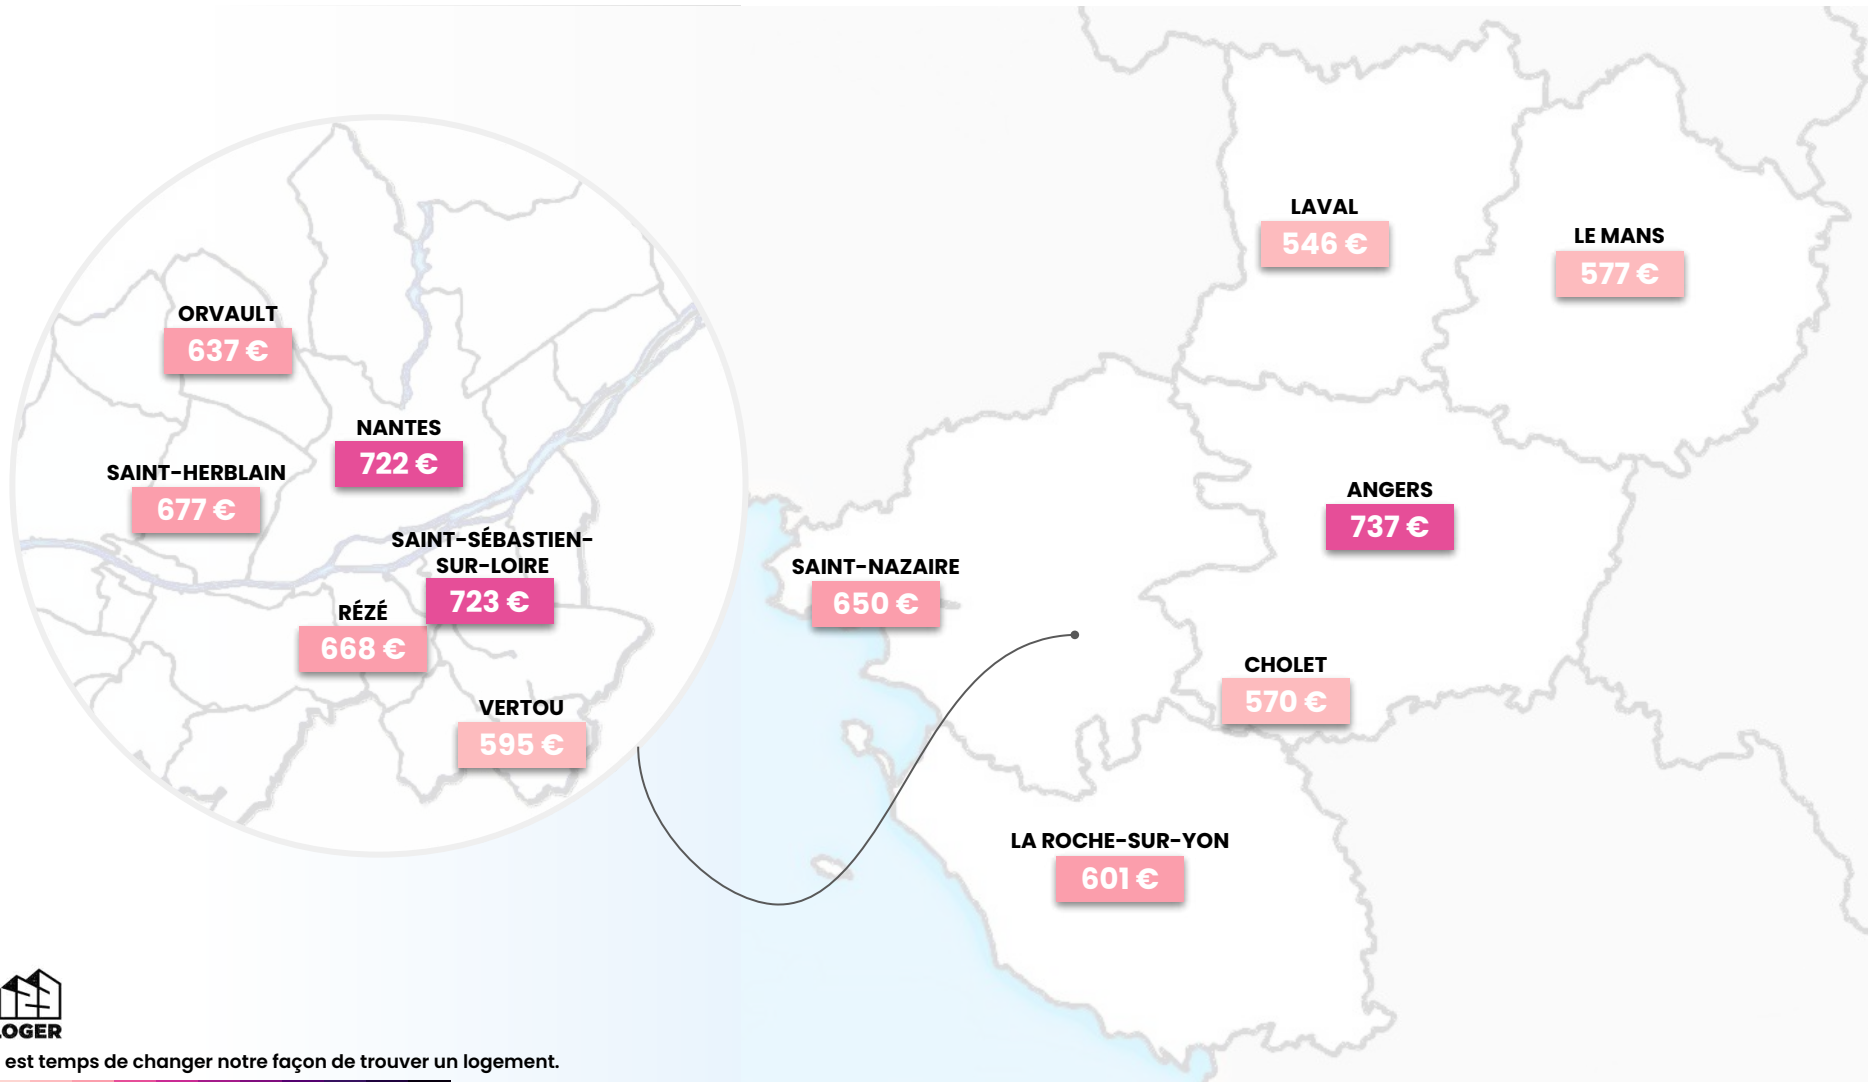 ORVAULT
637 €
NANTES
722 €
SAINT-HERBLAIN
677 €
SAINT-SÉBASTIEN-
SUR-LOIRE
723 €
RÉZÉ
668 €
VERTOU
595 €
LAVAL
546 €
LE MANS
577 €
ANGERS
737 €
SAINT-NAZAIRE
650 €
CHOLET
570 €
LA ROCHE-SUR-YON
601 €
LOGER
est temps de changer notre façon de trouver un logement.